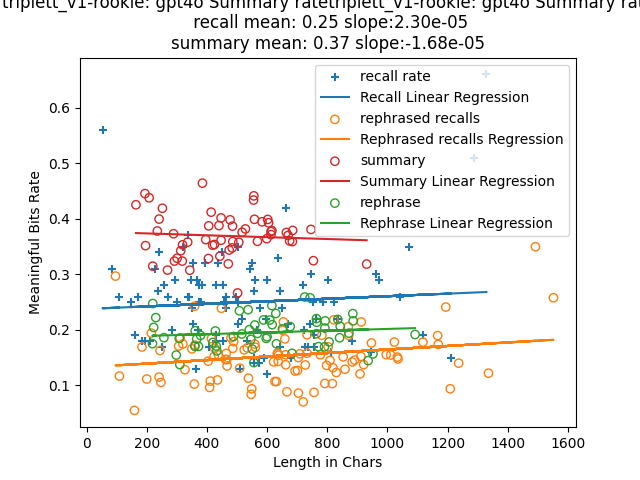 triplett_v1-rookie: gpt4o Summary ratetriplett_v1-rookie: gpt4o Summary rat
recall mean: 0.25 slope:2.30e-05
summary mean: 0.37 slope:-1.68e-05
recall rate
Recall Linear Regression
rephrased recalls
Rephrased recalls Regression
summary
Summary Linear Regression
rephrase
Rephrase Linear Regression
Meaningful Bits Rate
0.6
0.5
0.4
0.3
0.2
0.1
0 200 400 600 800 1000 1200 1400 1600
Length in Chars